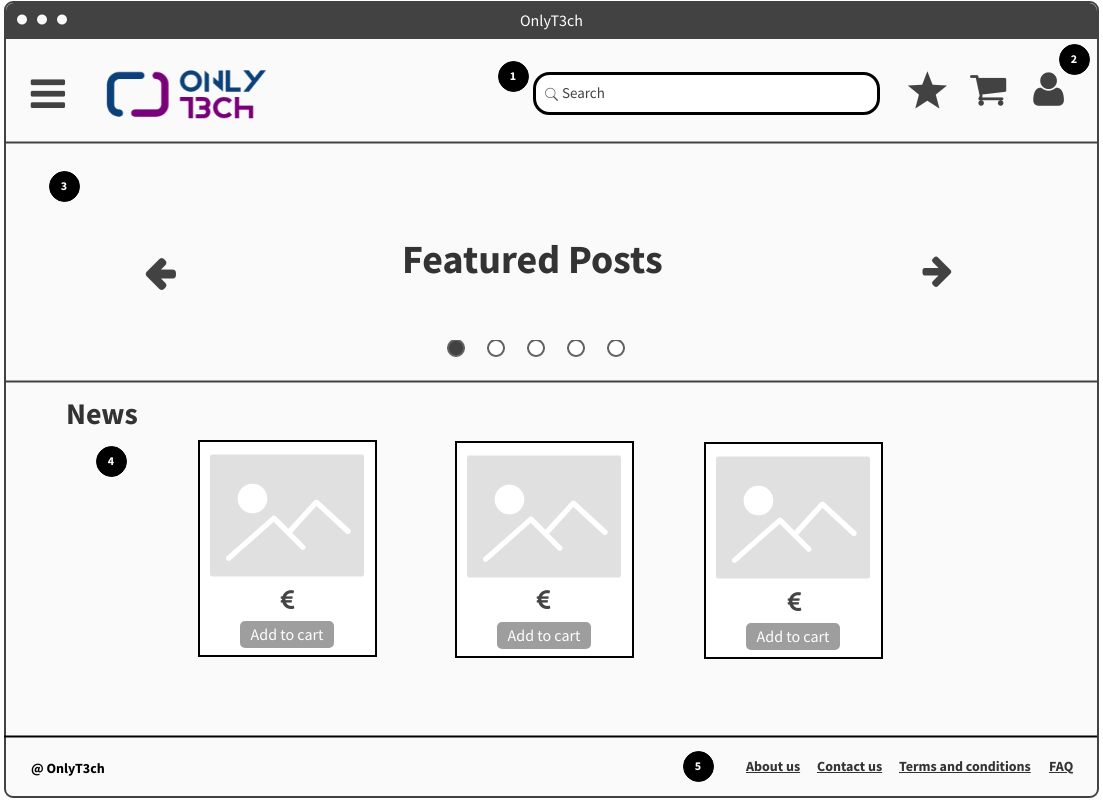 OnlyT3ch
ONLY
T3CH
1
Search
2
3
Featured Posts
News
4
€
€
€
Add to cart
Add to cart
Add to cart
@ OnlyT3ch
5
About us
Contact us
Terms and conditions
FAQ